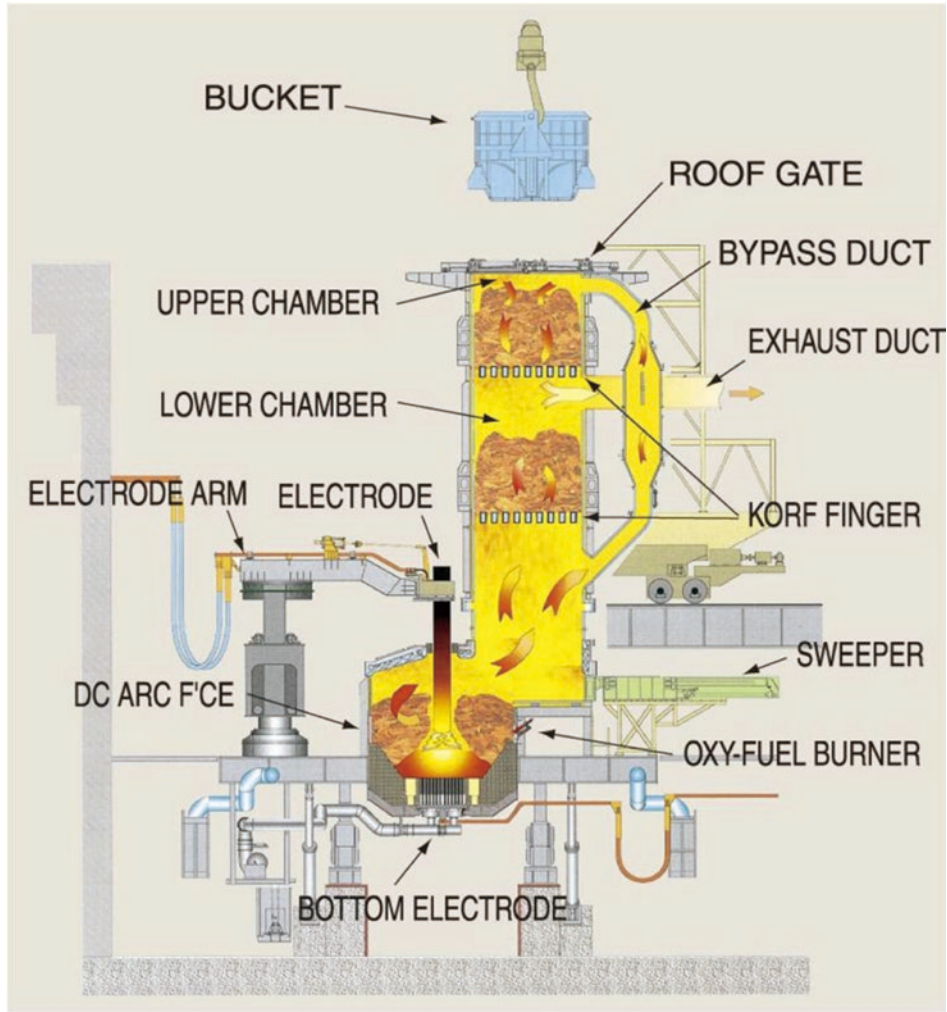 BUCKET
ROOF GATE
BYPASS DUCT
UPPER CHAMBER
EXHAUST DUCT
LOWER CHAMBER
ELECTRODE ARM
ELECTRODE
KORF FINGER
SWEEPER
DC ARC F'CE
OXY-FUEL BURNER
BOTTOM ELECTRODE